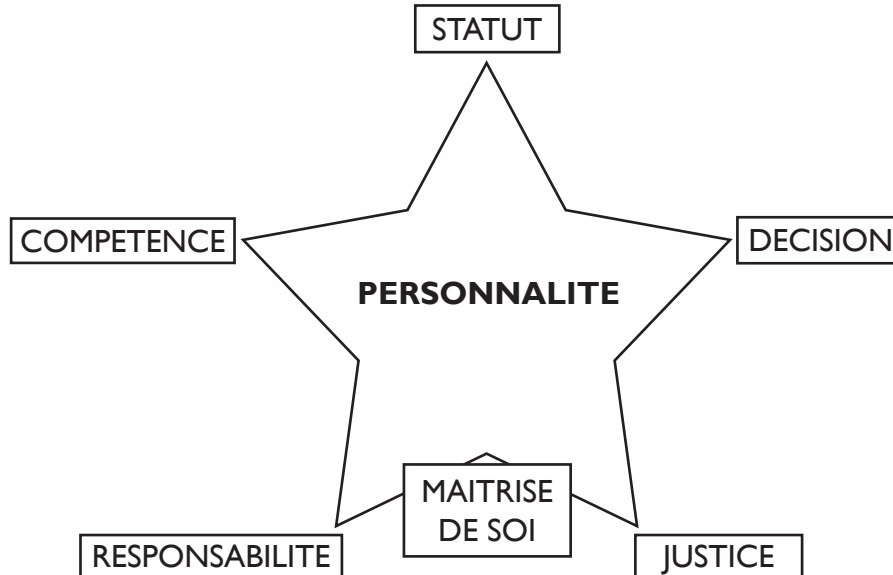 STATUT
COMPETENCE
DECISION
PERSONNALITE
MAITRISE
DE SOI
RESPONSABILITE
JUSTICE